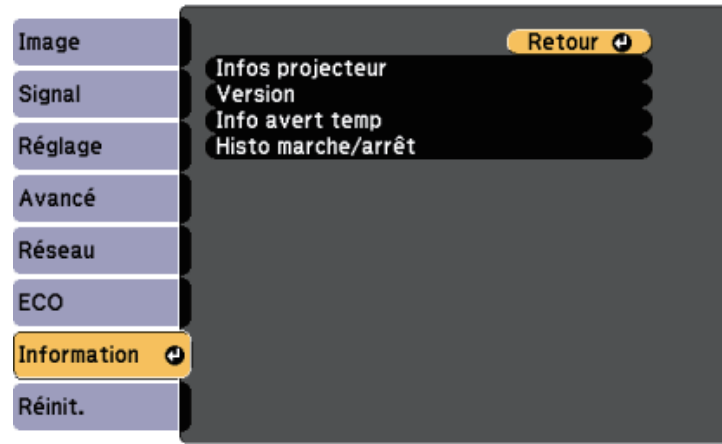 Image
Signal
Réglage
Avancé
Réseau
ECO
Information
Réinit.
Retour
Infos projecteur
Version
Info avert temp
Histo marche/arrêt